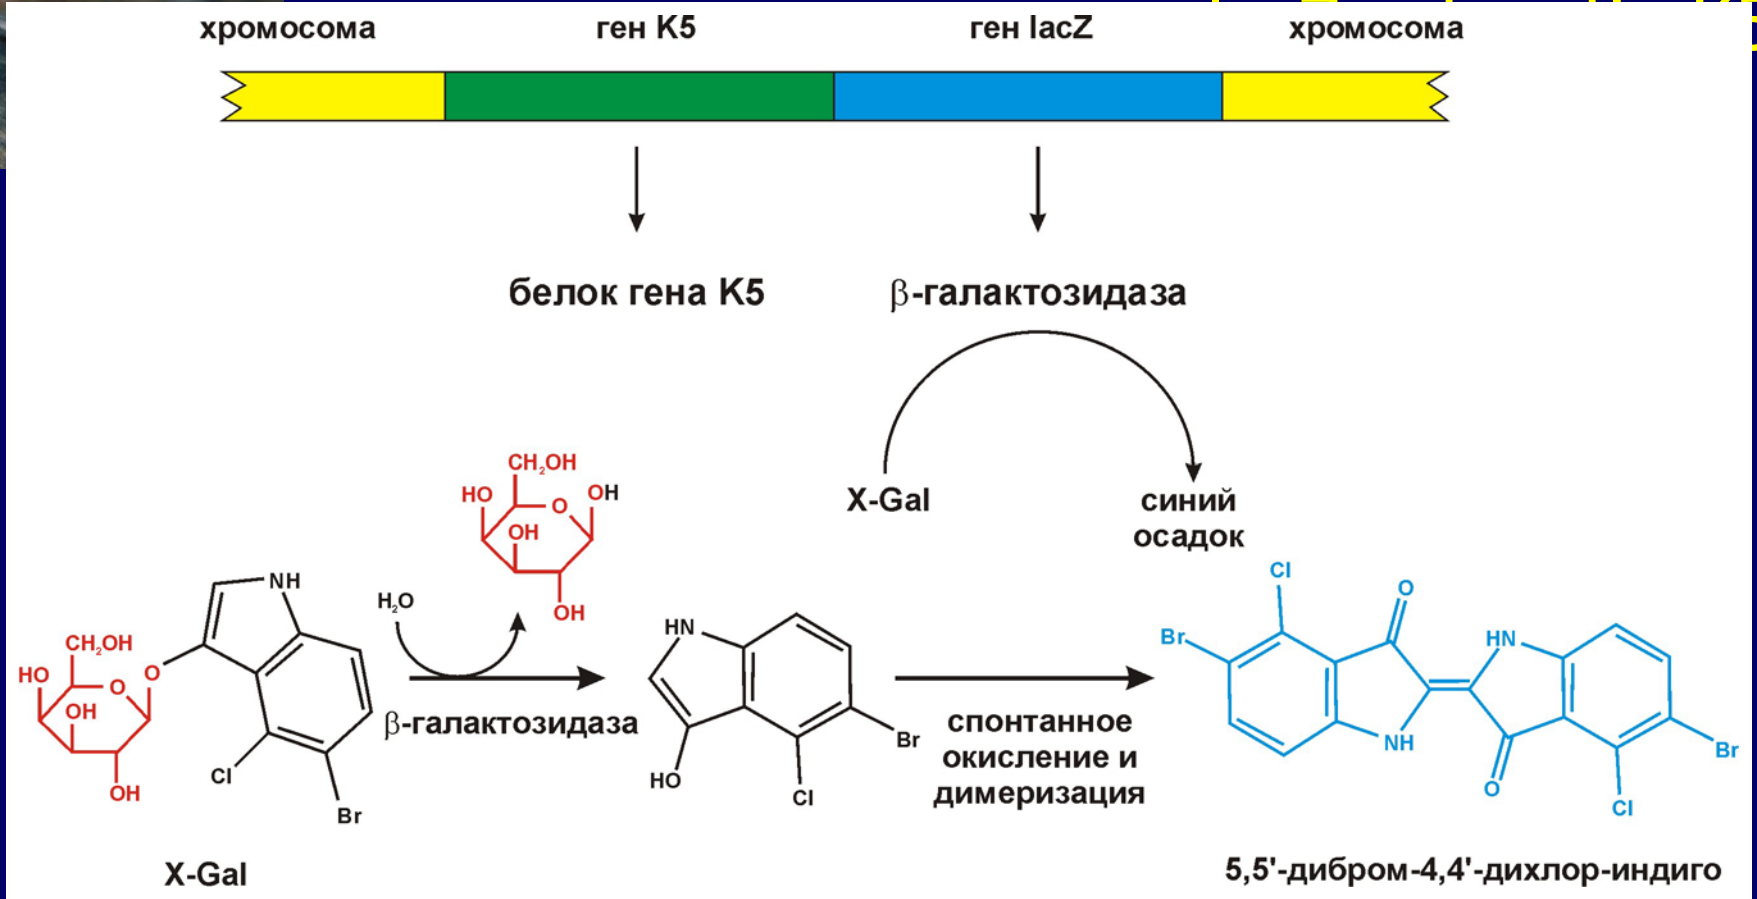 хромосома
ген K5
ген lacZ
хромосома
белок гена K5
β-галактозидаза
X-Gal
синий
осадок
CH₂OH
HO
O
OH
OH
OH
NH
CH₂OH
HO
O
O
OH
OH
Cl
Br
X-Gal
H₂O
β-галактозидаза
HN
HO
Cl
Br
спонтанное
окисление и
димеризация
Cl
O
Br
HN
NH
O
Br
Cl
5,5'-дибром-4,4'-дихлор-индиго